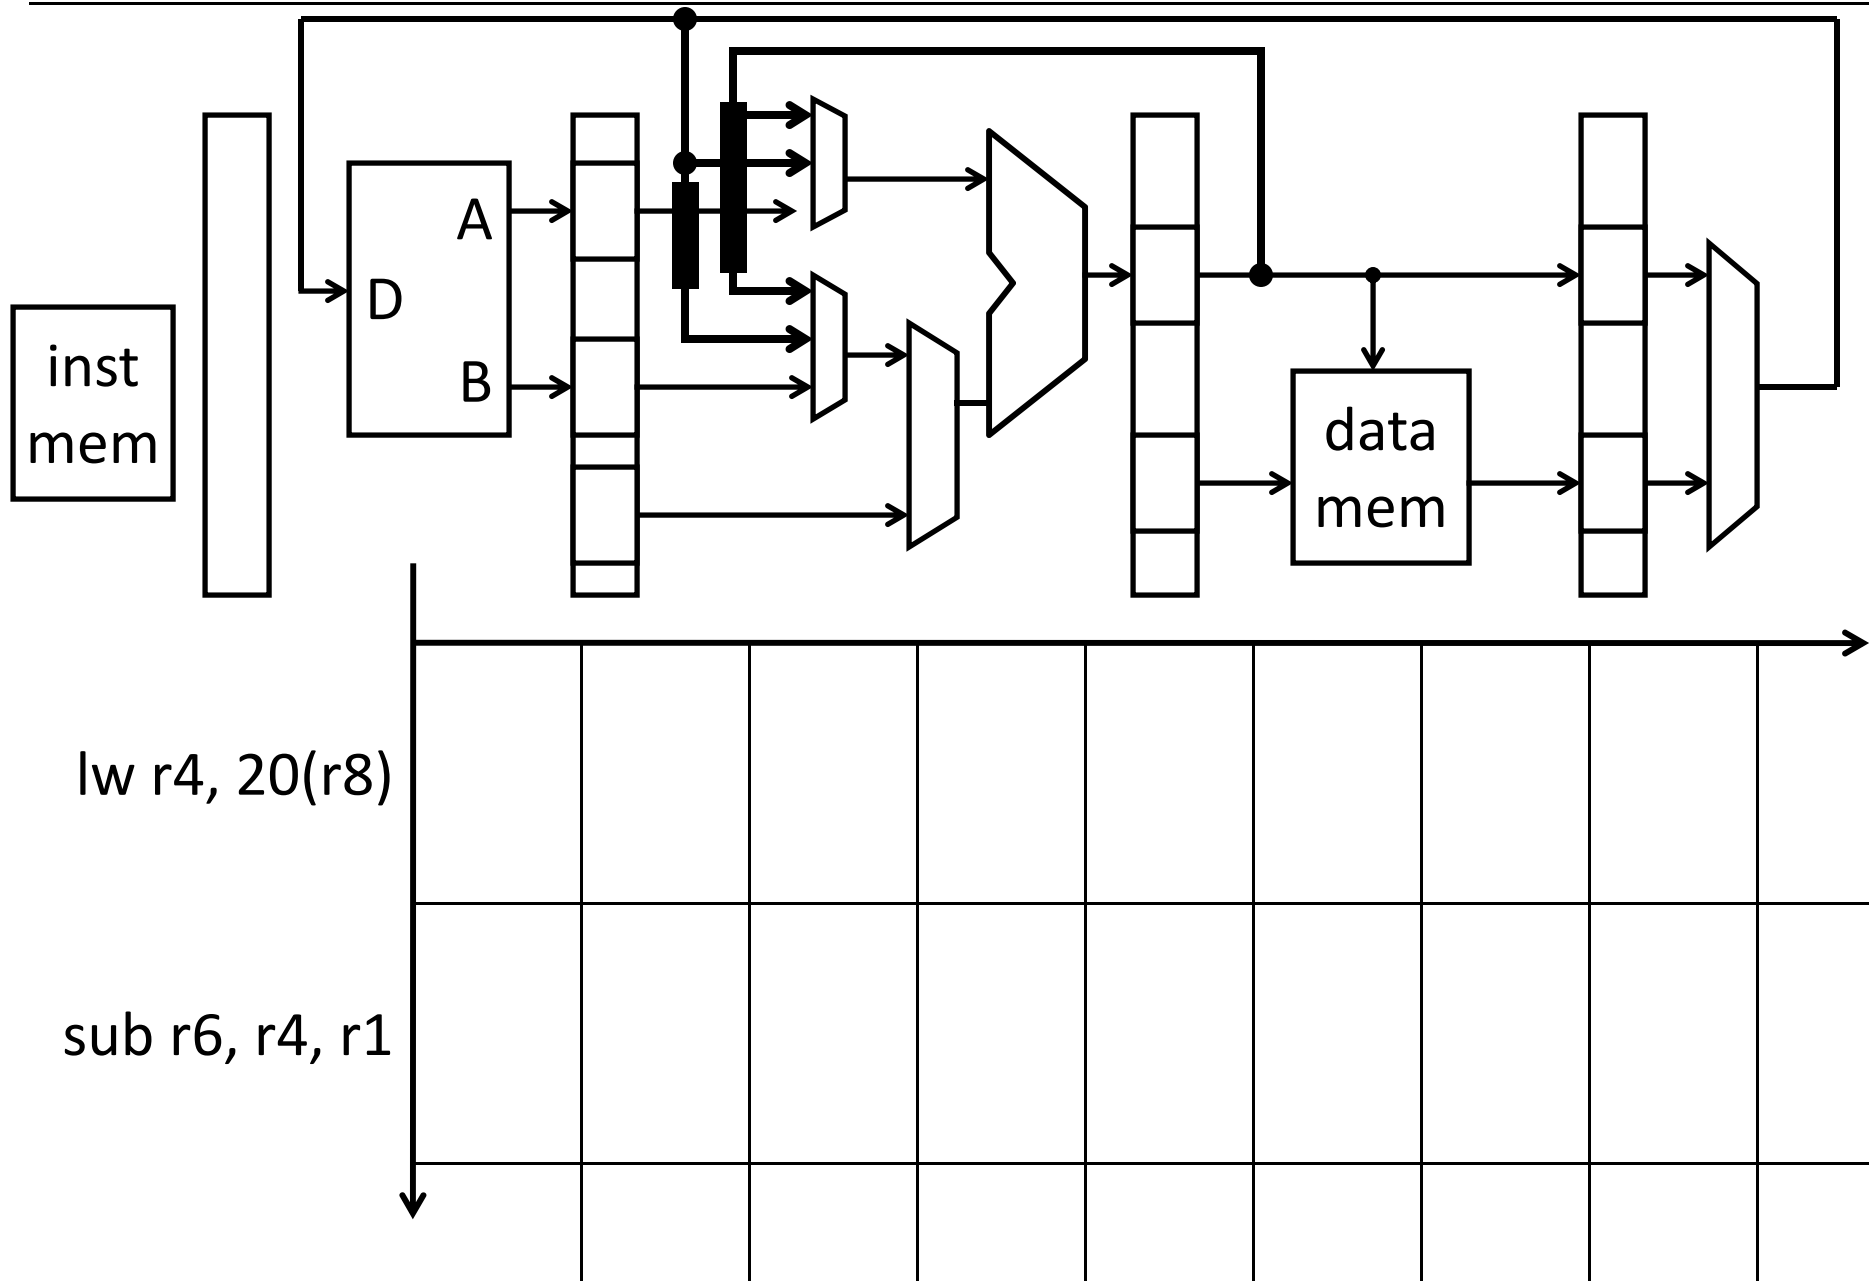 A
D
B
inst
mem
data
mem
lw r4, 20(r8)
sub r6, r4, r1